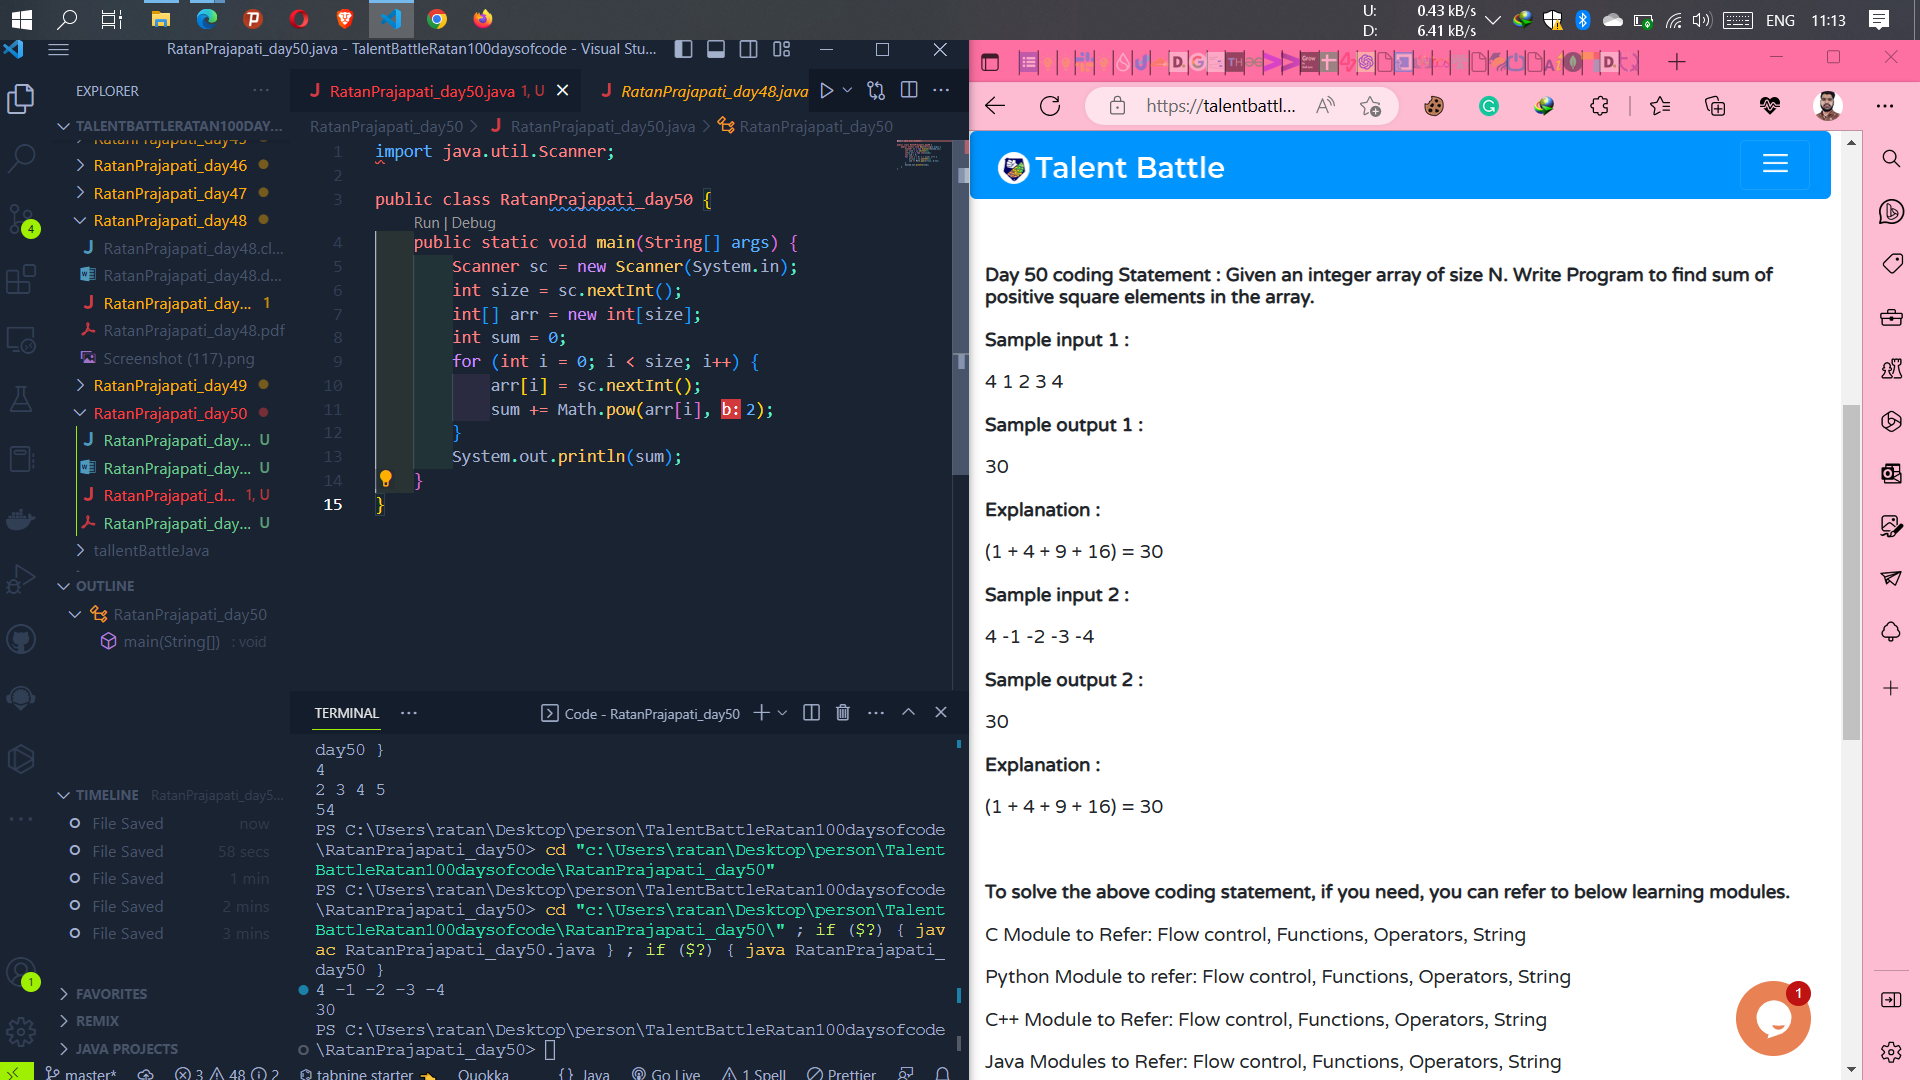 U: 0.43 kB/s
D: 6.41 kB/s
ENG 11:13
RatanPrajapati_day50.java - TalentBattleRatan100daysofcode - Visual Stu...
EXPLORER
TALENTBATTLERATAN100DAY...
RatanPrajapati_day45
RatanPrajapati_day46
RatanPrajapati_day47
RatanPrajapati_day48
RatanPrajapati_day48.cl...
RatanPrajapati_day48.d...
RatanPrajapati_day... 1
RatanPrajapati_day48.pdf
Screenshot (117).png
RatanPrajapati_day49
RatanPrajapati_day50
RatanPrajapati_day... U
RatanPrajapati_day... U
RatanPrajapati_d... 1, U
RatanPrajapati_day... U
tallentBattleJava
OUTLINE
RatanPrajapati_day50
main(String[]) : void
TIMELINE RatanPrajapati_day5...
File Saved now
File Saved 58 secs
File Saved 1 min
File Saved 2 mins
File Saved 3 mins
FAVORITES
REMIX
JAVA PROJECTS
4
1
RatanPrajapati_day50.java 1, U
RatanPrajapati_day48.java
RatanPrajapati_day50 > RatanPrajapati_day50.java > RatanPrajapati_day50
1 import java.util.Scanner;
2
3 public class RatanPrajapati_day50 {
Run | Debug
4 public static void main(String[] args) {
5 Scanner sc = new Scanner(System.in);
6 int size = sc.nextInt();
7 int[] arr = new int[size];
8 int sum = 0;
9 for (int i = 0; i < size; i++) {
10 arr[i] = sc.nextInt();
11 sum += Math.pow(arr[i], b: 2);
12 }
13 System.out.println(sum);
14 }
15 }
TERMINAL
Code - RatanPrajapati_day50
day50 }
4
2 3 4 5
54
PS C:\Users\ratan\Desktop\person\TalentBattleRatan100daysofcode
\RatanPrajapati_day50> cd "c:\Users\ratan\Desktop\person\Talent
BattleRatan100daysofcode\RatanPrajapati_day50"
PS C:\Users\ratan\Desktop\person\TalentBattleRatan100daysofcode
\RatanPrajapati_day50> cd "c:\Users\ratan\Desktop\person\Talent
BattleRatan100daysofcode\RatanPrajapati_day50\" ; if ($?) { jav
ac RatanPrajapati_day50.java } ; if ($?) { java RatanPrajapati_
day50 }
4 -1 -2 -3 -4
30
PS C:\Users\ratan\Desktop\person\TalentBattleRatan100daysofcode
\RatanPrajapati_day50>
master* 3 48 2 tabnine starter Quokka {} Java Go Live 1 Spell Prettier
https://talentbattl...
Talent Battle
Day 50 coding Statement : Given an integer array of size N. Write Program to find sum of
positive square elements in the array.
Sample input 1 :
4 1 2 3 4
Sample output 1 :
30
Explanation :
(1 + 4 + 9 + 16) = 30
Sample input 2 :
4 -1 -2 -3 -4
Sample output 2 :
30
Explanation :
(1 + 4 + 9 + 16) = 30
To solve the above coding statement, if you need, you can refer to below learning modules.
C Module to Refer: Flow control, Functions, Operators, String
Python Module to refer: Flow control, Functions, Operators, String
C++ Module to Refer: Flow control, Functions, Operators, String
Java Modules to Refer: Flow control, Functions, Operators, String
1